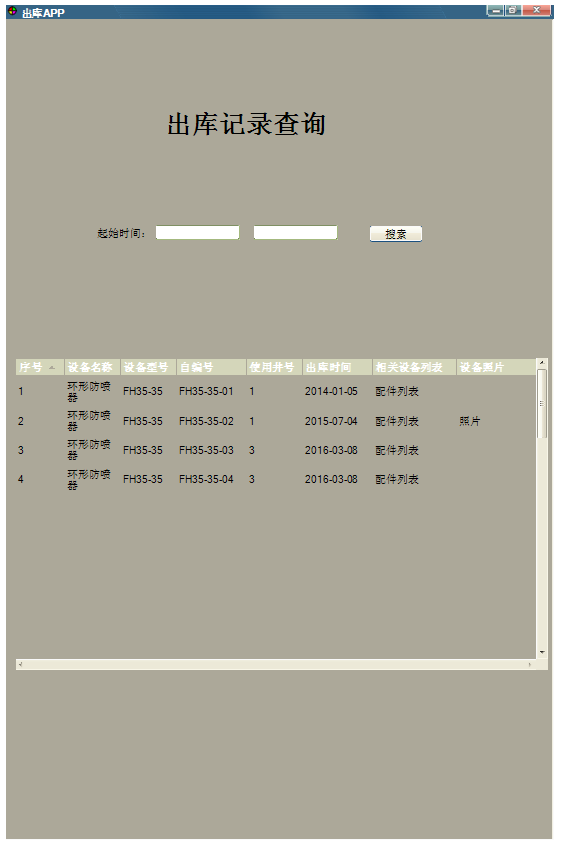 出库APP
出库记录查询
起始时间： 搜索
序号 设备名称 设备型号 自编号 使用井号 出库时间 相关设备列表 设备照片
1 环形防喷器 FH35-35 FH35-35-01 1 2014-01-05 配件列表
2 环形防喷器 FH35-35 FH35-35-02 1 2015-07-04 配件列表 照片
3 环形防喷器 FH35-35 FH35-35-03 3 2016-03-08 配件列表
4 环形防喷器 FH35-35 FH35-35-04 3 2016-03-08 配件列表